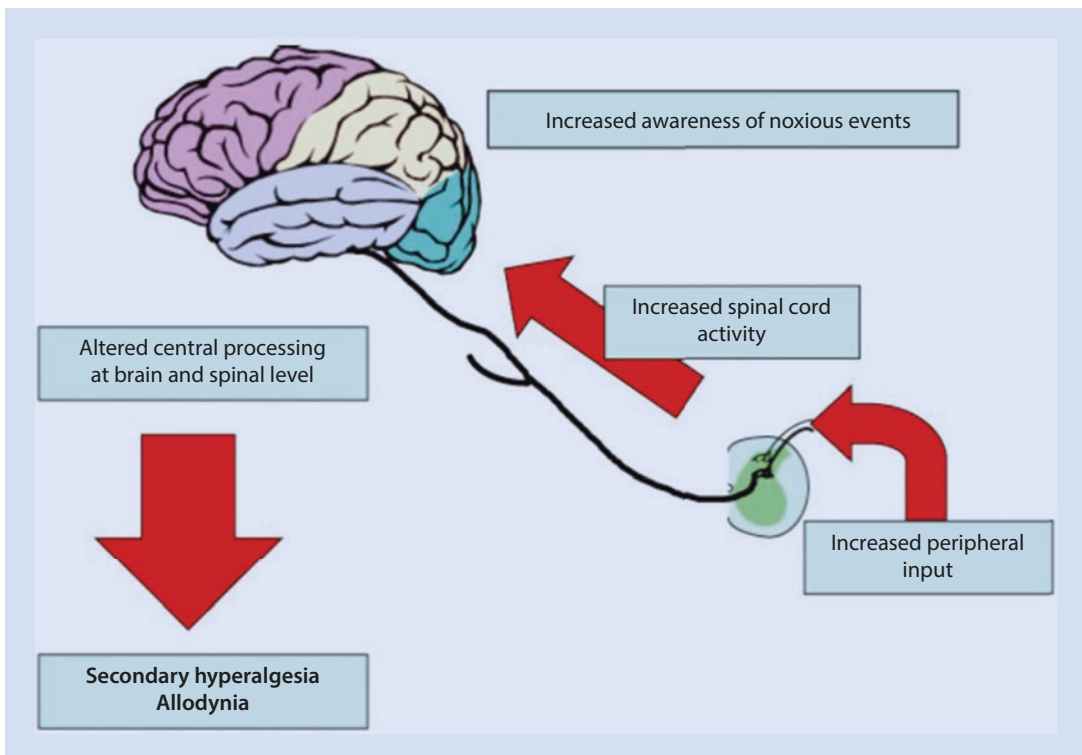 Increased awareness of noxious events
Increased spinal cord
activity
Altered central processing
at brain and spinal level
Increased peripheral
input
Secondary hyperalgesia
Allodynia